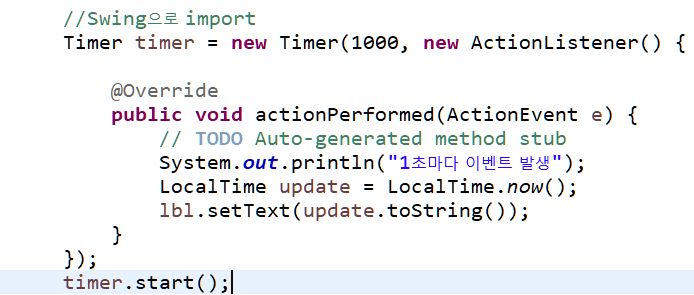 //Swing으로 import
Timer timer = new Timer(1000, new ActionListener() {
@Override
public void actionPerformed(ActionEvent e) {
// TODO Auto-generated method stub
System.out.println("1초마다 이벤트 발생");
LocalTime update = LocalTime.now();
lbl.setText(update.toString());
}
});
timer.start();